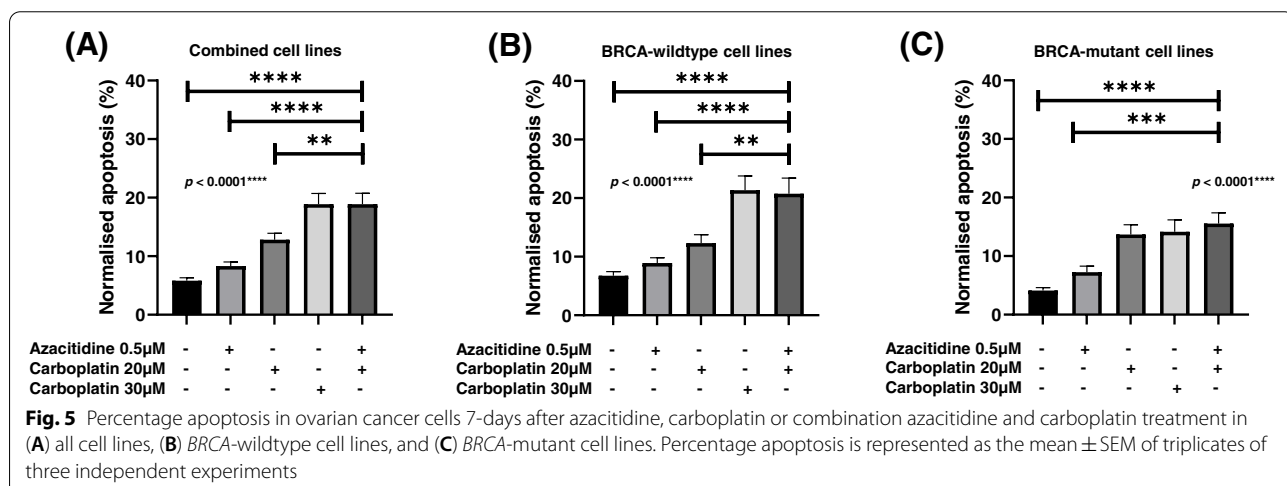 (A)
Combined cell lines
Normalised apoptosis (%)
40
30
20
10
0
****
****
**
p < 0.0001****
Azacitidine 0.5µM - + - - +
Carboplatin 20µM - - + - +
Carboplatin 30µM - - - + -
(B)
BRCA-wildtype cell lines
Normalised apoptosis (%)
40
30
20
10
0
****
****
**
p < 0.0001****
Azacitidine 0.5µM - + - - +
Carboplatin 20µM - - + - +
Carboplatin 30µM - - - + -
(C)
BRCA-mutant cell lines
Normalised apoptosis (%)
40
30
20
10
0
****
***
p < 0.0001****
Azacitidine 0.5µM - + - - +
Carboplatin 20µM - - + - +
Carboplatin 30µM - - - + -
Fig. 5 Percentage apoptosis in ovarian cancer cells 7-days after azacitidine, carboplatin or combination azacitidine and carboplatin treatment in
(A) all cell lines, (B) BRCA-wildtype cell lines, and (C) BRCA-mutant cell lines. Percentage apoptosis is represented as the mean ± SEM of triplicates of
three independent experiments